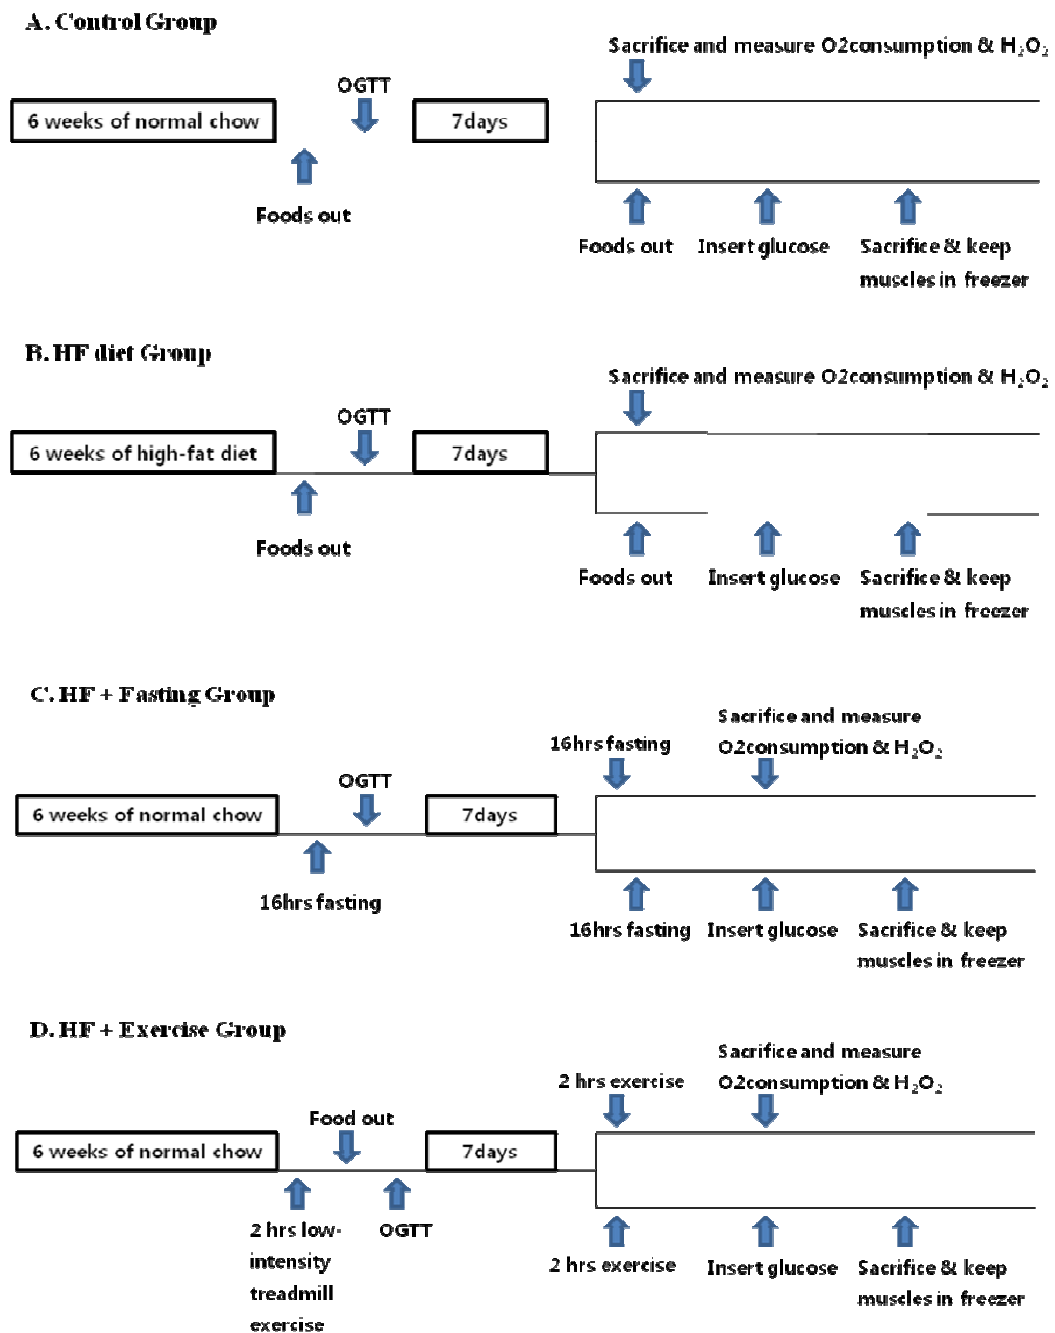 A. Control Group
Sacrifice and measure O2consumption & H₂O₂
OGTT
6 weeks of normal chow
7days
Foods out
Foods out
Insert glucose
Sacrifice & keep
muscles in freezer
B. HF diet Group
Sacrifice and measure O2consumption & H₂O₂
OGTT
6 weeks of high-fat diet
7days
Foods out
Foods out
Insert glucose
Sacrifice & keep
muscles in freezer
C. HF + Fasting Group
Sacrifice and measure
O2consumption & H₂O₂
16hrs fasting
OGTT
6 weeks of normal chow
7days
16hrs fasting
16hrs fasting
Insert glucose
Sacrifice & keep
muscles in freezer
D. HF + Exercise Group
Sacrifice and measure
O2consumption & H₂O₂
2 hrs exercise
Food out
6 weeks of normal chow
7days
2 hrs low-
intensity
treadmill
exercise
OGTT
2 hrs exercise
Insert glucose
Sacrifice & keep
muscles in freezer